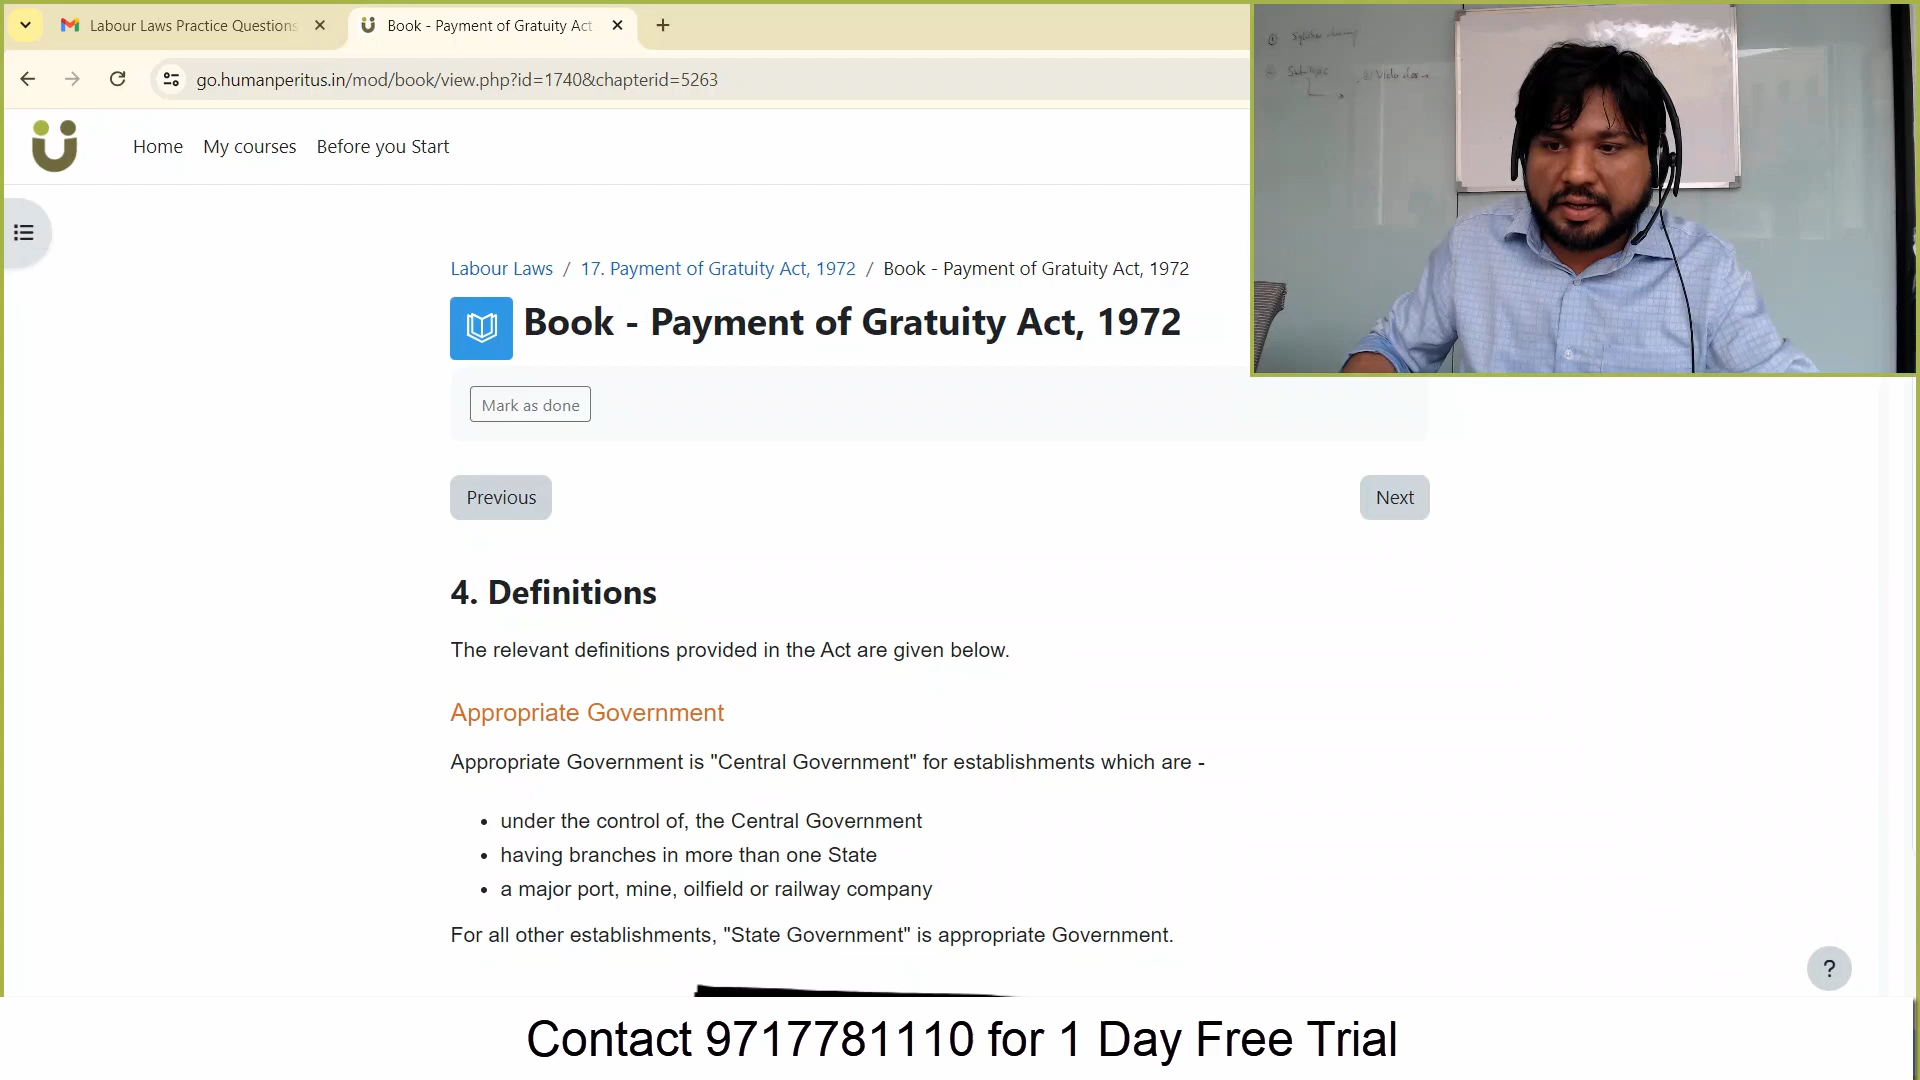 Labour Laws Practice Questions
Book - Payment of Gratuity Act
go.humanperitus.in/mod/book/view.php?id=1740&chapterid=5263
Home
My courses
Before you Start
Labour Laws / 17. Payment of Gratuity Act, 1972 / Book - Payment of Gratuity Act, 1972
Book - Payment of Gratuity Act, 1972
Mark as done
Previous
Next
4. Definitions
The relevant definitions provided in the Act are given below.
Appropriate Government
Appropriate Government is "Central Government" for establishments which are -
• under the control of, the Central Government
• having branches in more than one State
• a major port, mine, oilfield or railway company
For all other establishments, "State Government" is appropriate Government.
?
Contact 9717781110 for 1 Day Free Trial